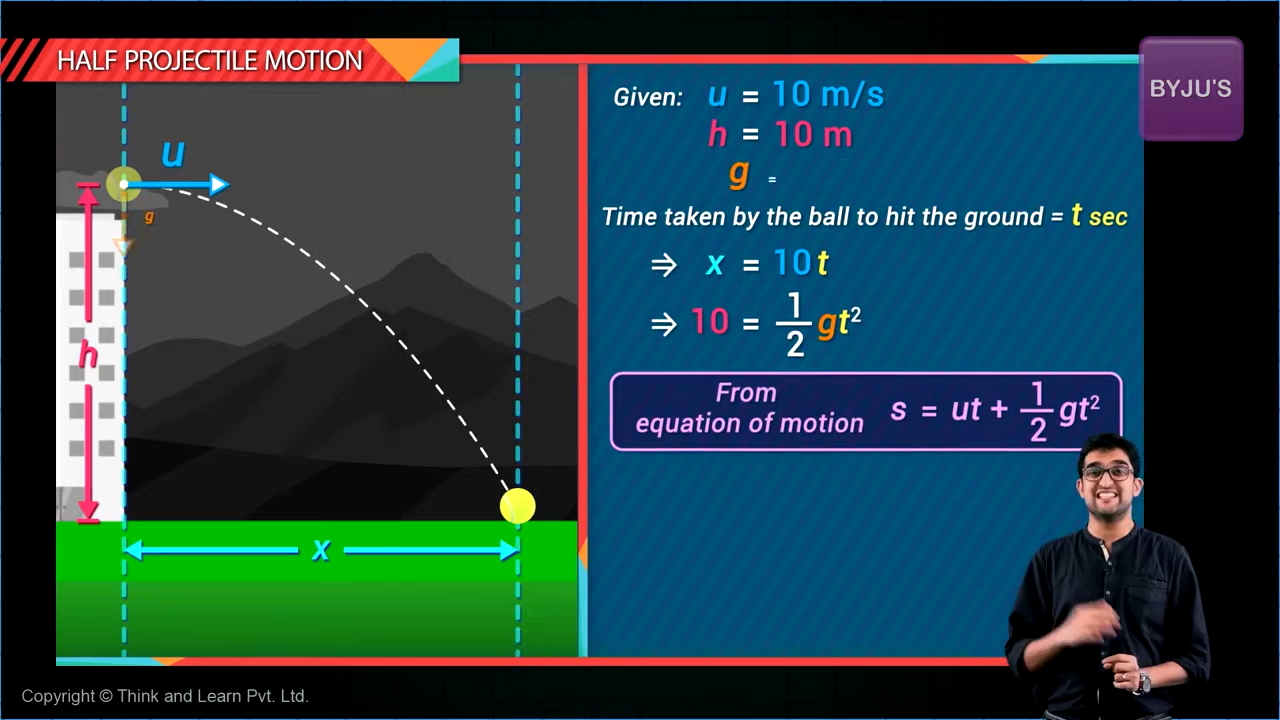 HALF PROJECTILE MOTION
BYJU'S
u
g
h
x
Given: u = 10 m/s
h = 10 m
g =
Time taken by the ball to hit the ground = t sec
⇒ x = 10t
⇒ 10 = 1/2 gt²
From
equation of motion s = ut + 1/2 gt²
Copyright © Think and Learn Pvt. Ltd.